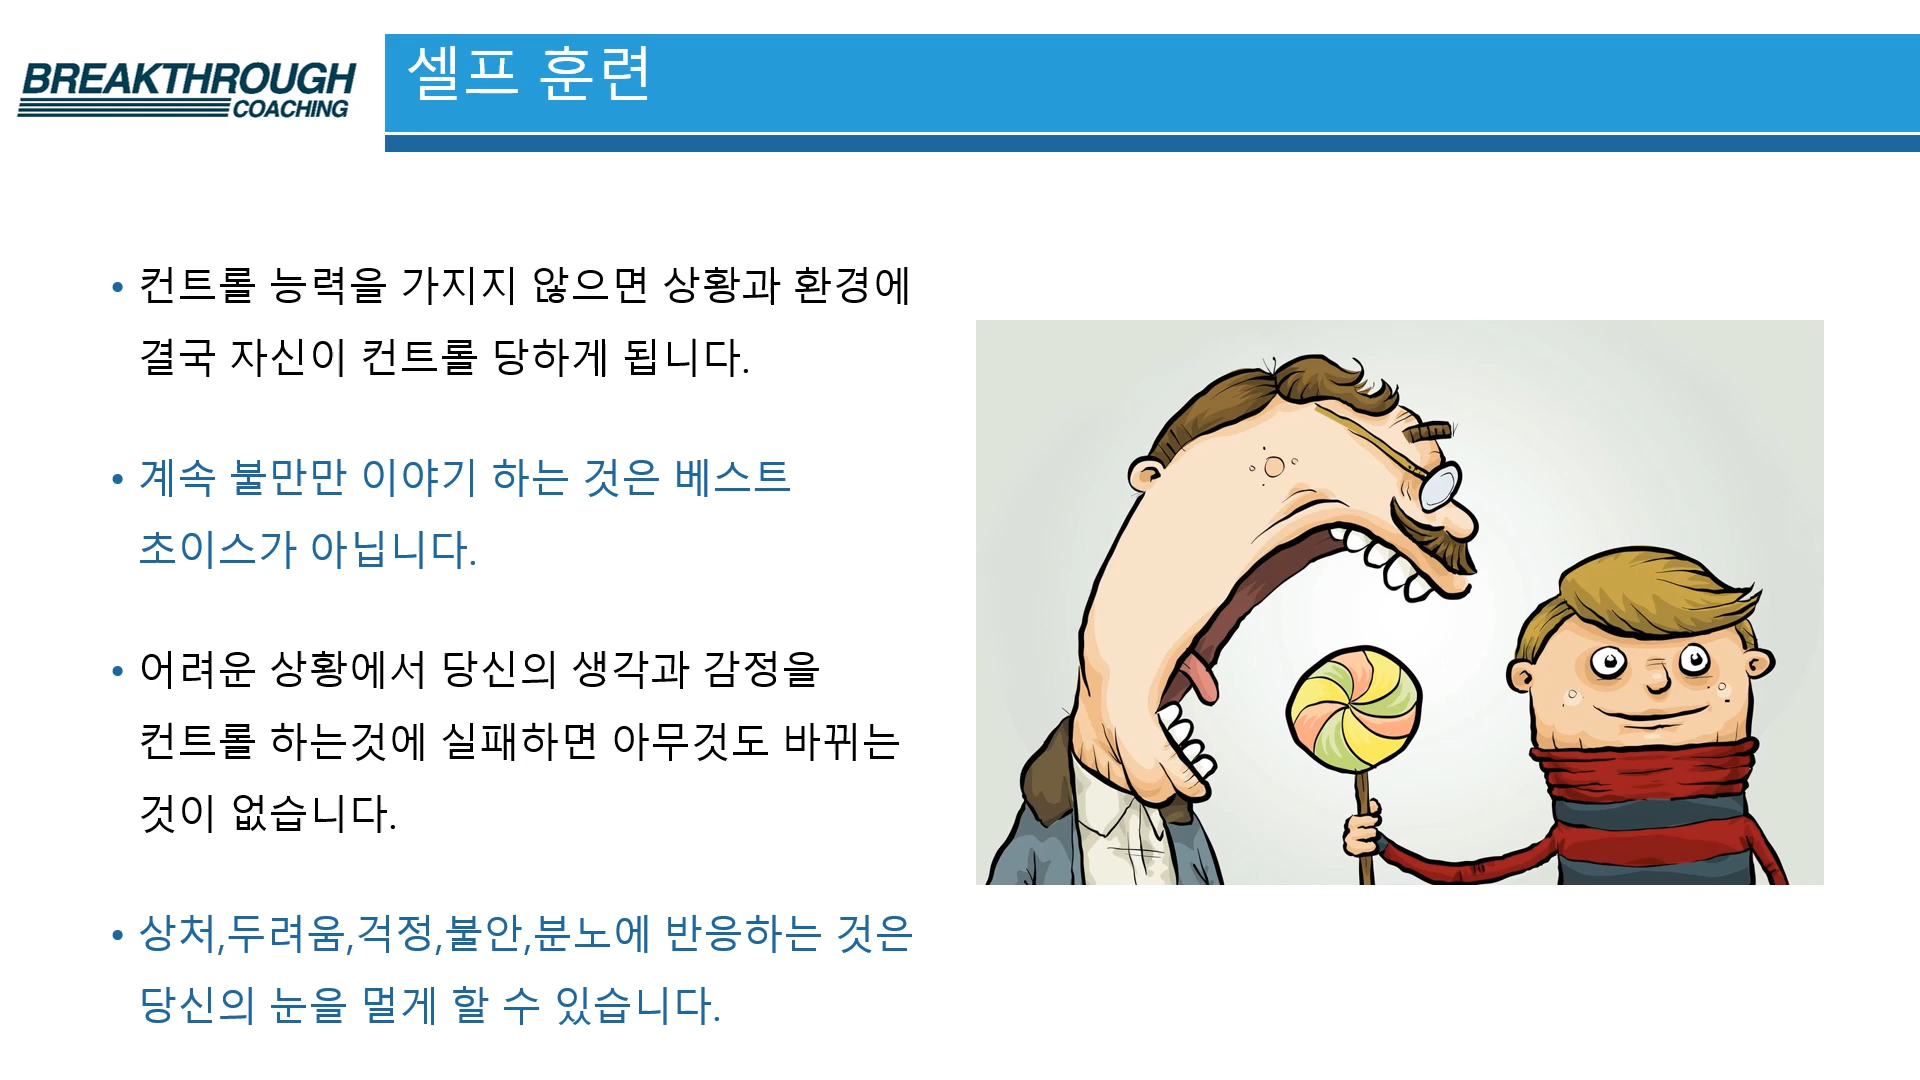 BREAKTHROUGH
COACHING
셀프 훈련
• 컨트롤 능력을 가지지 않으면 상황과 환경에
결국 자신이 컨트롤 당하게 됩니다.
• 계속 불만만 이야기 하는 것은 베스트
초이스가 아닙니다.
• 어려운 상황에서 당신의 생각과 감정을
컨트롤 하는것에 실패하면 아무것도 바뀌는
것이 없습니다.
• 상처,두려움,걱정,불안,분노에 반응하는 것은
당신의 눈을 멀게 할 수 있습니다.